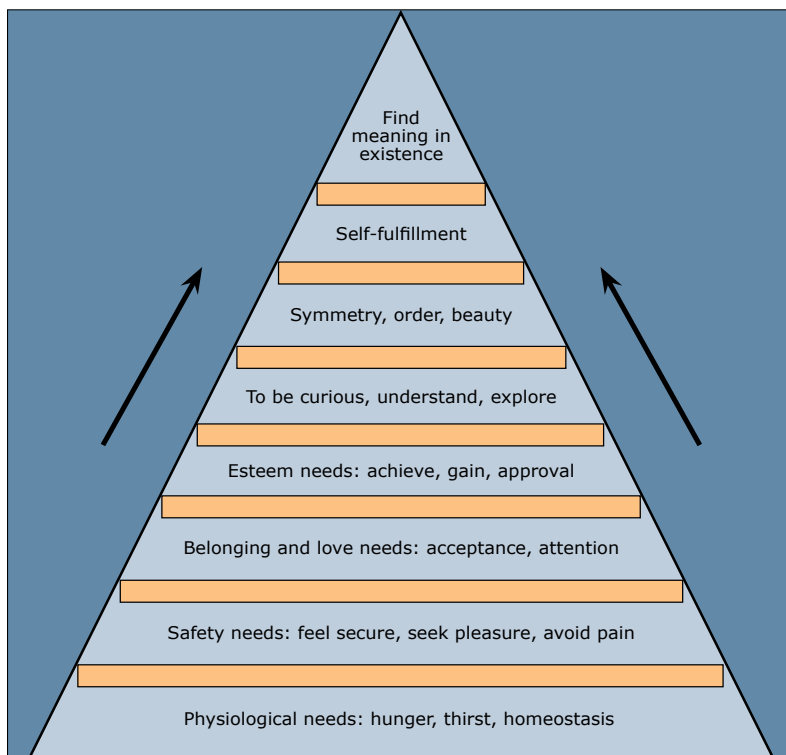 Find
meaning in
existence
Self-fulfillment
Symmetry, order, beauty
To be curious, understand, explore
Esteem needs: achieve, gain, approval
Belonging and love needs: acceptance, attention
Safety needs: feel secure, seek pleasure, avoid pain
Physiological needs: hunger, thirst, homeostasis